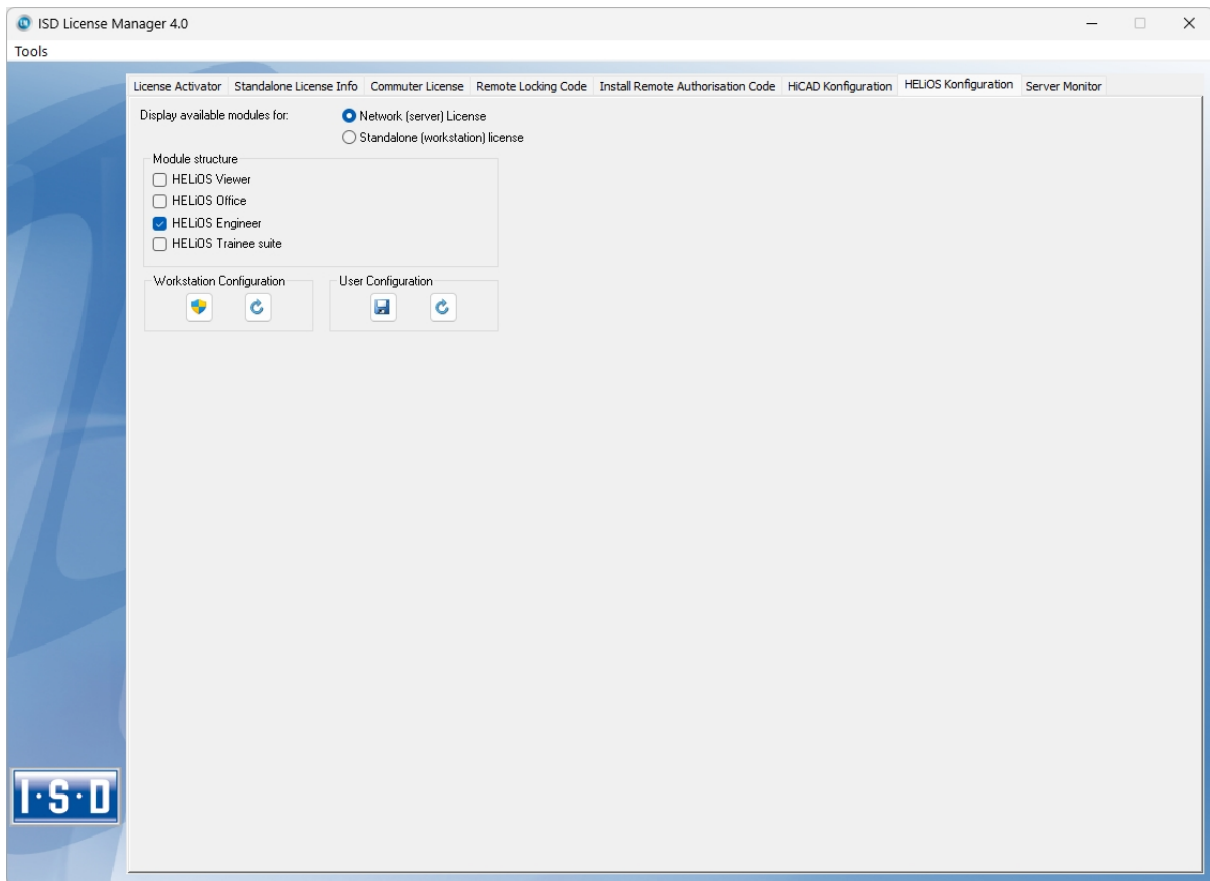 ISD License Manager 4.0
Tools
License Activator Standalone License Info Commuter License Remote Locking Code Install Remote Authorisation Code HiCAD Konfiguration HELiOS Konfiguration Server Monitor
Display available modules for: Network (server) License
Standalone (workstation) license
Module structure
HELiOS Viewer
HELiOS Office
HELiOS Engineer
HELiOS Trainee suite
Workstation Configuration User Configuration
I·S·D